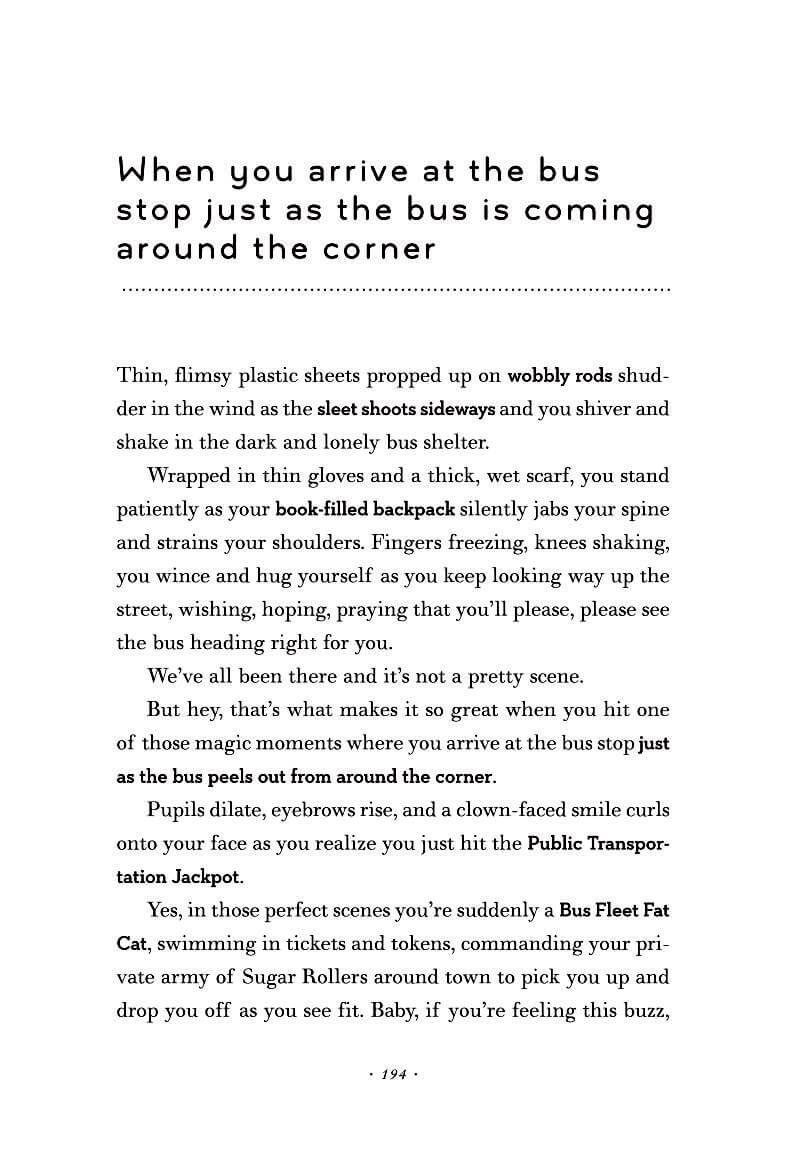 When you arrive at the bus
stop just as the bus is coming
around the corner
Thin, flimsy plastic sheets propped up on wobbly rods shud-
der in the wind as the sleet shoots sideways and you shiver and
shake in the dark and lonely bus shelter.
Wrapped in thin gloves and a thick, wet scarf, you stand
patiently as your book-filled backpack silently jabs your spine
and strains your shoulders. Fingers freezing, knees shaking,
you wince and hug yourself as you keep looking way up the
street, wishing, hoping, praying that you’ll please, please see
the bus heading right for you.
We’ve all been there and it’s not a pretty scene.
But hey, that’s what makes it so great when you hit one
of those magic moments where you arrive at the bus stop just
as the bus peels out from around the corner.
Pupils dilate, eyebrows rise, and a clown-faced smile curls
onto your face as you realize you just hit the Public Transpor-
tation Jackpot.
Yes, in those perfect scenes you’re suddenly a Bus Fleet Fat
Cat, swimming in tickets and tokens, commanding your pri-
vate army of Sugar Rollers around town to pick you up and
drop you off as you see fit. Baby, if you’re feeling this buzz,
· 194 ·